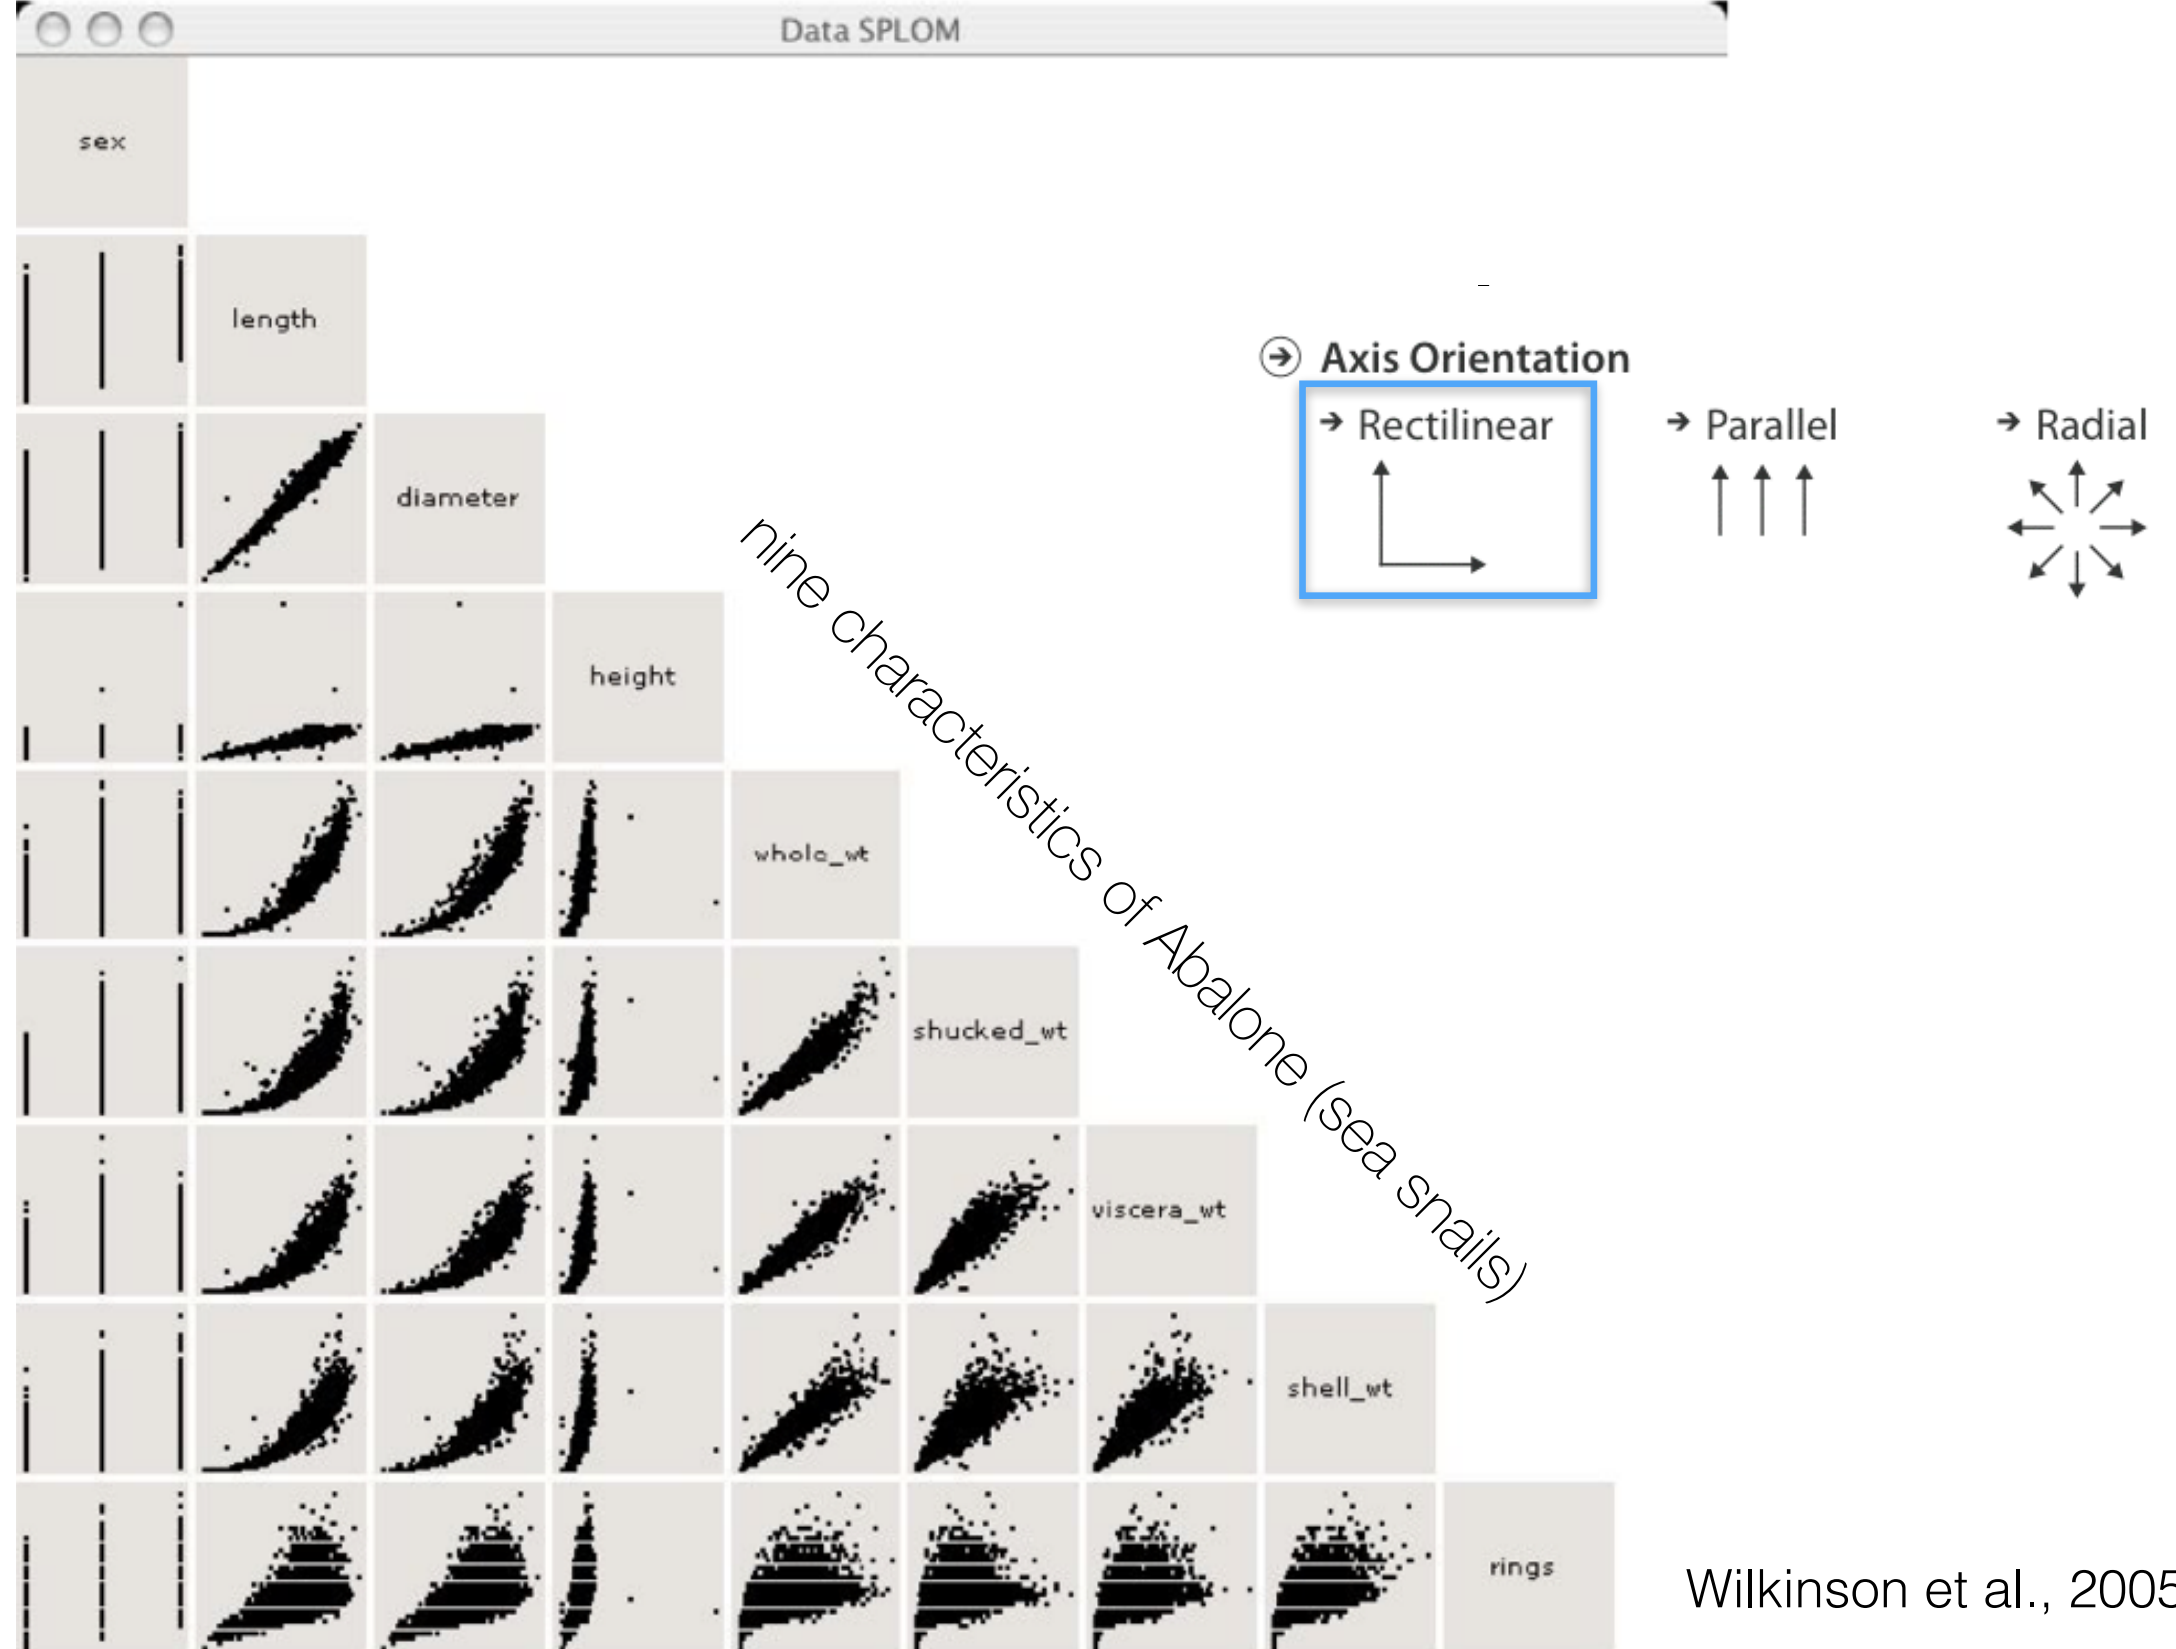 Data SPLOM
sex
length
Axis Orientation
Rectilinear
Parallel
Radial
diameter
nine characteristics of Abalone (sea snails)
height
whole_wt
shucked_wt
viscera_wt
shell_wt
rings
Wilkinson et al., 2005